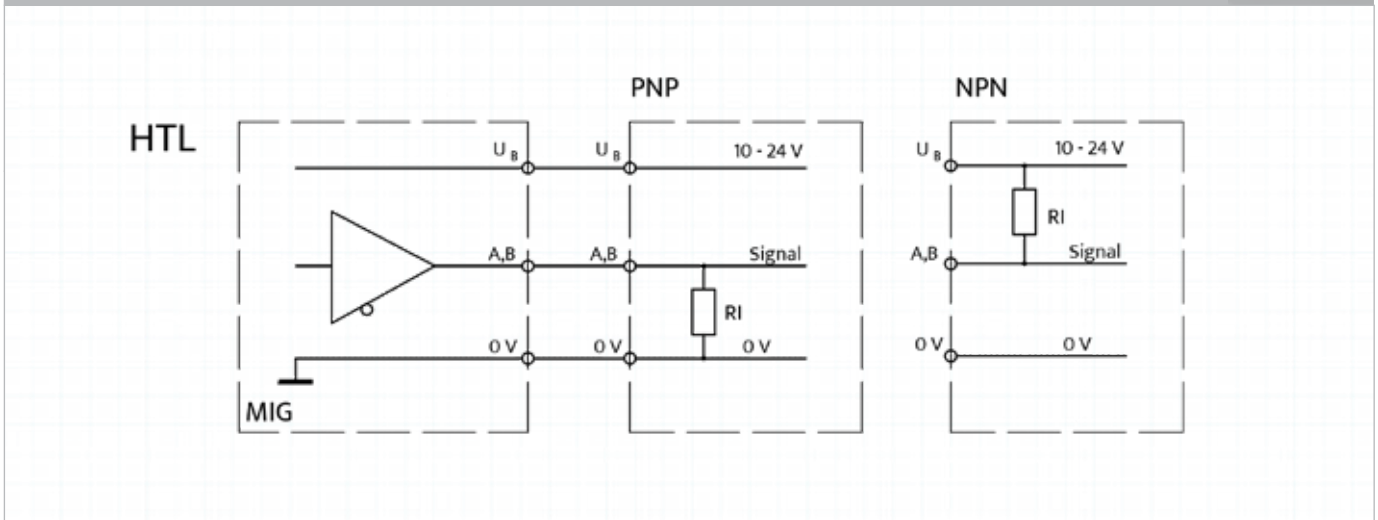 HTL
MIG
U B
A,B
0 V
PNP
U B
10 - 24 V
A,B
Signal
RI
0 V
0 V
NPN
U B
10 - 24 V
RI
A,B
Signal
0 V
0 V